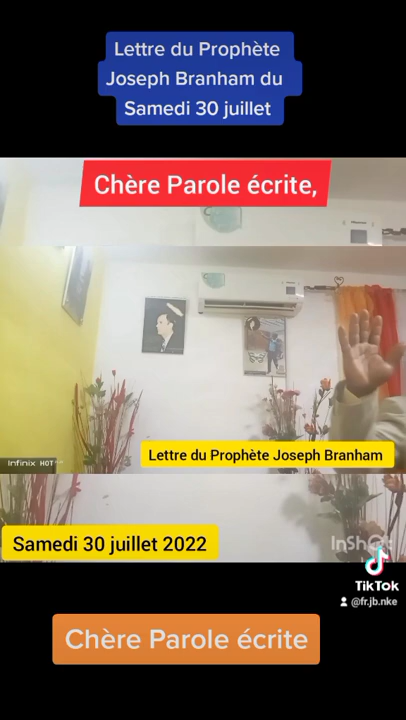 Lettre du Prophète
Joseph Branham du
Samedi 30 juillet
Chère Parole écrite,
Lettre du Prophète Joseph Branham
Infinix HOT
Samedi 30 juillet 2022
InShOt
TikTok
@fr.jb.nke
Chère Parole écrite